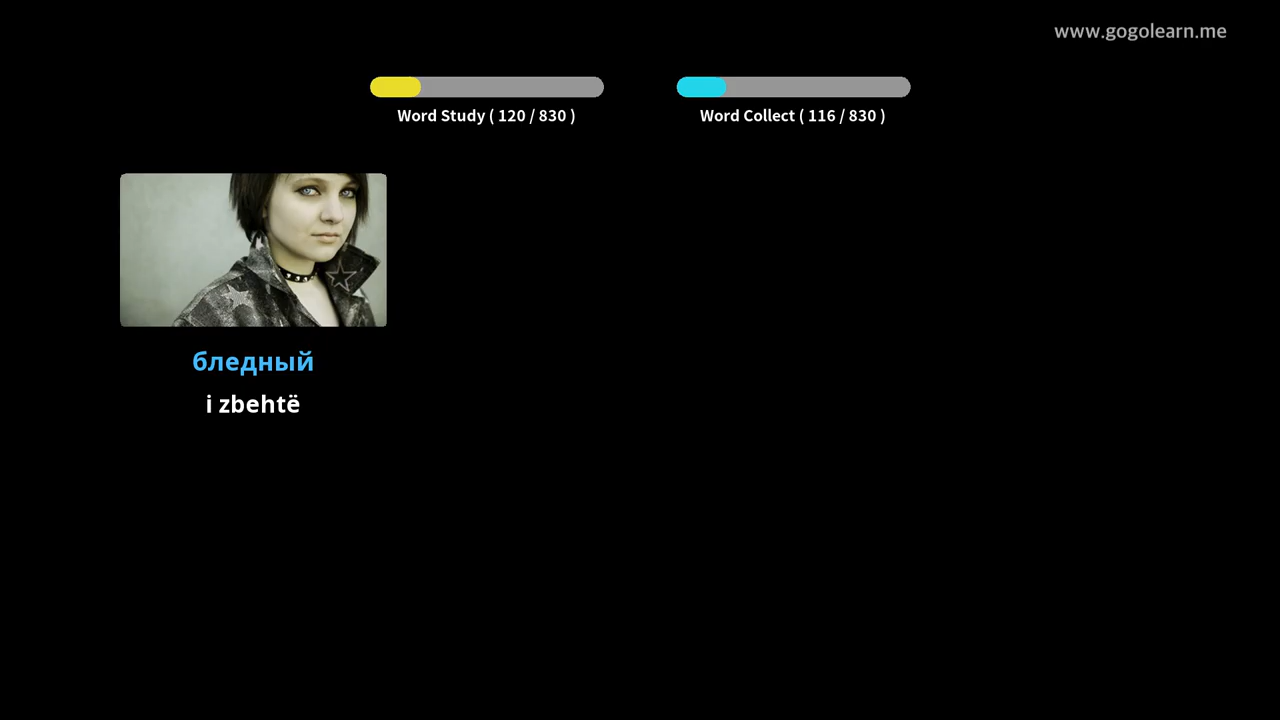 www.gogolearn.me
Word Study ( 120 / 830 )
Word Collect ( 116 / 830 )
бледный
i zbehtë